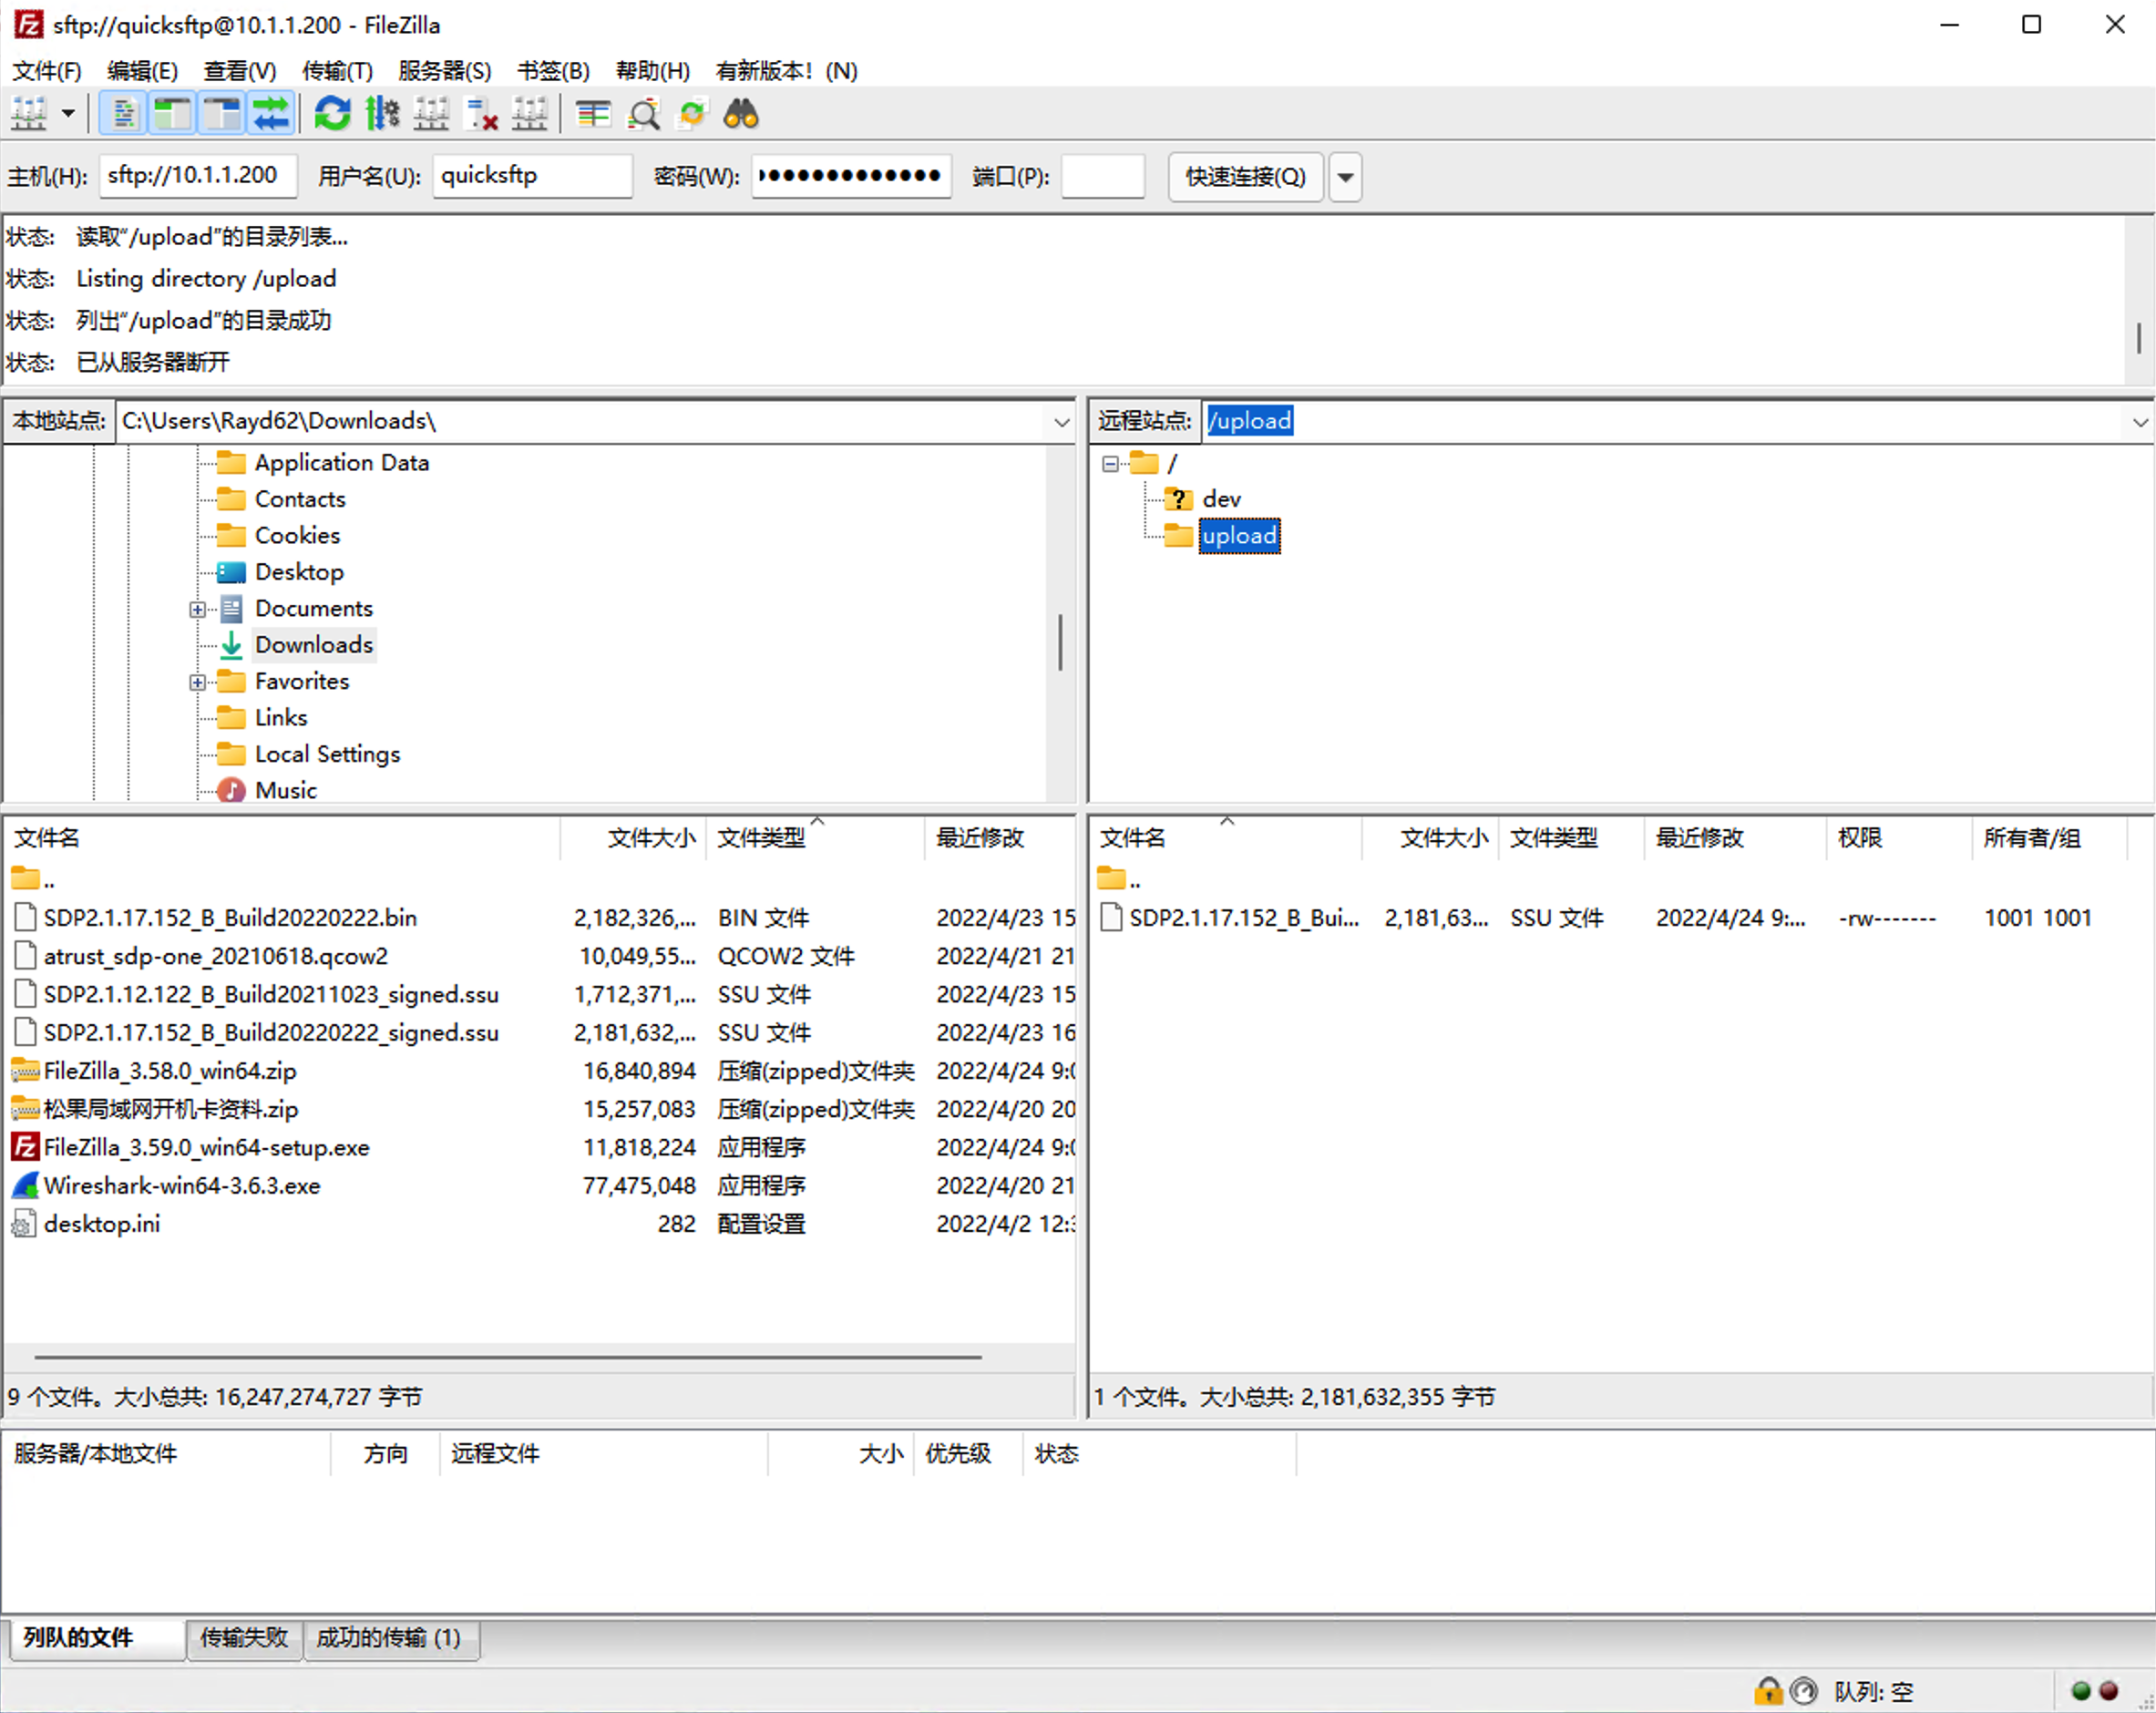 sftp://quicksftp@10.1.1.200 - FileZilla
文件(F) 编辑(E) 查看(V) 传输(T) 服务器(S) 书签(B) 帮助(H) 有新版本! (N)
主机(H): sftp://10.1.1.200 用户名(U): quicksftp 密码(W): ●●●●●●●●●●●●● 端口(P): 快速连接(Q)
状态: 读取“/upload”的目录列表...
状态: Listing directory /upload
状态: 列出“/upload”的目录成功
状态: 已从服务器断开
本地站点: C:\Users\Rayd62\Downloads\
Application Data
Contacts
Cookies
Desktop
Documents
Downloads
Favorites
Links
Local Settings
Music
远程站点: /upload
/
dev
upload
文件名 文件大小 文件类型 最近修改
..
SDP2.1.17.152_B_Build20220222.bin 2,182,326,... BIN 文件 2022/4/23 15
atrust_sdp-one_20210618.qcow2 10,049,55... QCOW2 文件 2022/4/21 21
SDP2.1.12.122_B_Build20211023_signed.ssu 1,712,371,... SSU 文件 2022/4/23 15
SDP2.1.17.152_B_Build20220222_signed.ssu 2,181,632,... SSU 文件 2022/4/23 16
FileZilla_3.58.0_win64.zip 16,840,894 压缩(zipped)文件夹 2022/4/24 9:0
松果局域网开机卡资料.zip 15,257,083 压缩(zipped)文件夹 2022/4/20 20
FileZilla_3.59.0_win64-setup.exe 11,818,224 应用程序 2022/4/24 9:0
Wireshark-win64-3.6.3.exe 77,475,048 应用程序 2022/4/20 21
desktop.ini 282 配置设置 2022/4/2 12:3
9 个文件。大小总共: 16,247,274,727 字节
文件名 文件大小 文件类型 最近修改 权限 所有者/组
..
SDP2.1.17.152_B_Bui... 2,181,63... SSU 文件 2022/4/24 9:... -rw------- 1001 1001
1 个文件。大小总共: 2,181,632,355 字节
服务器/本地文件 方向 远程文件 大小 优先级 状态
列队的文件 传输失败 成功的传输 (1)
队列: 空